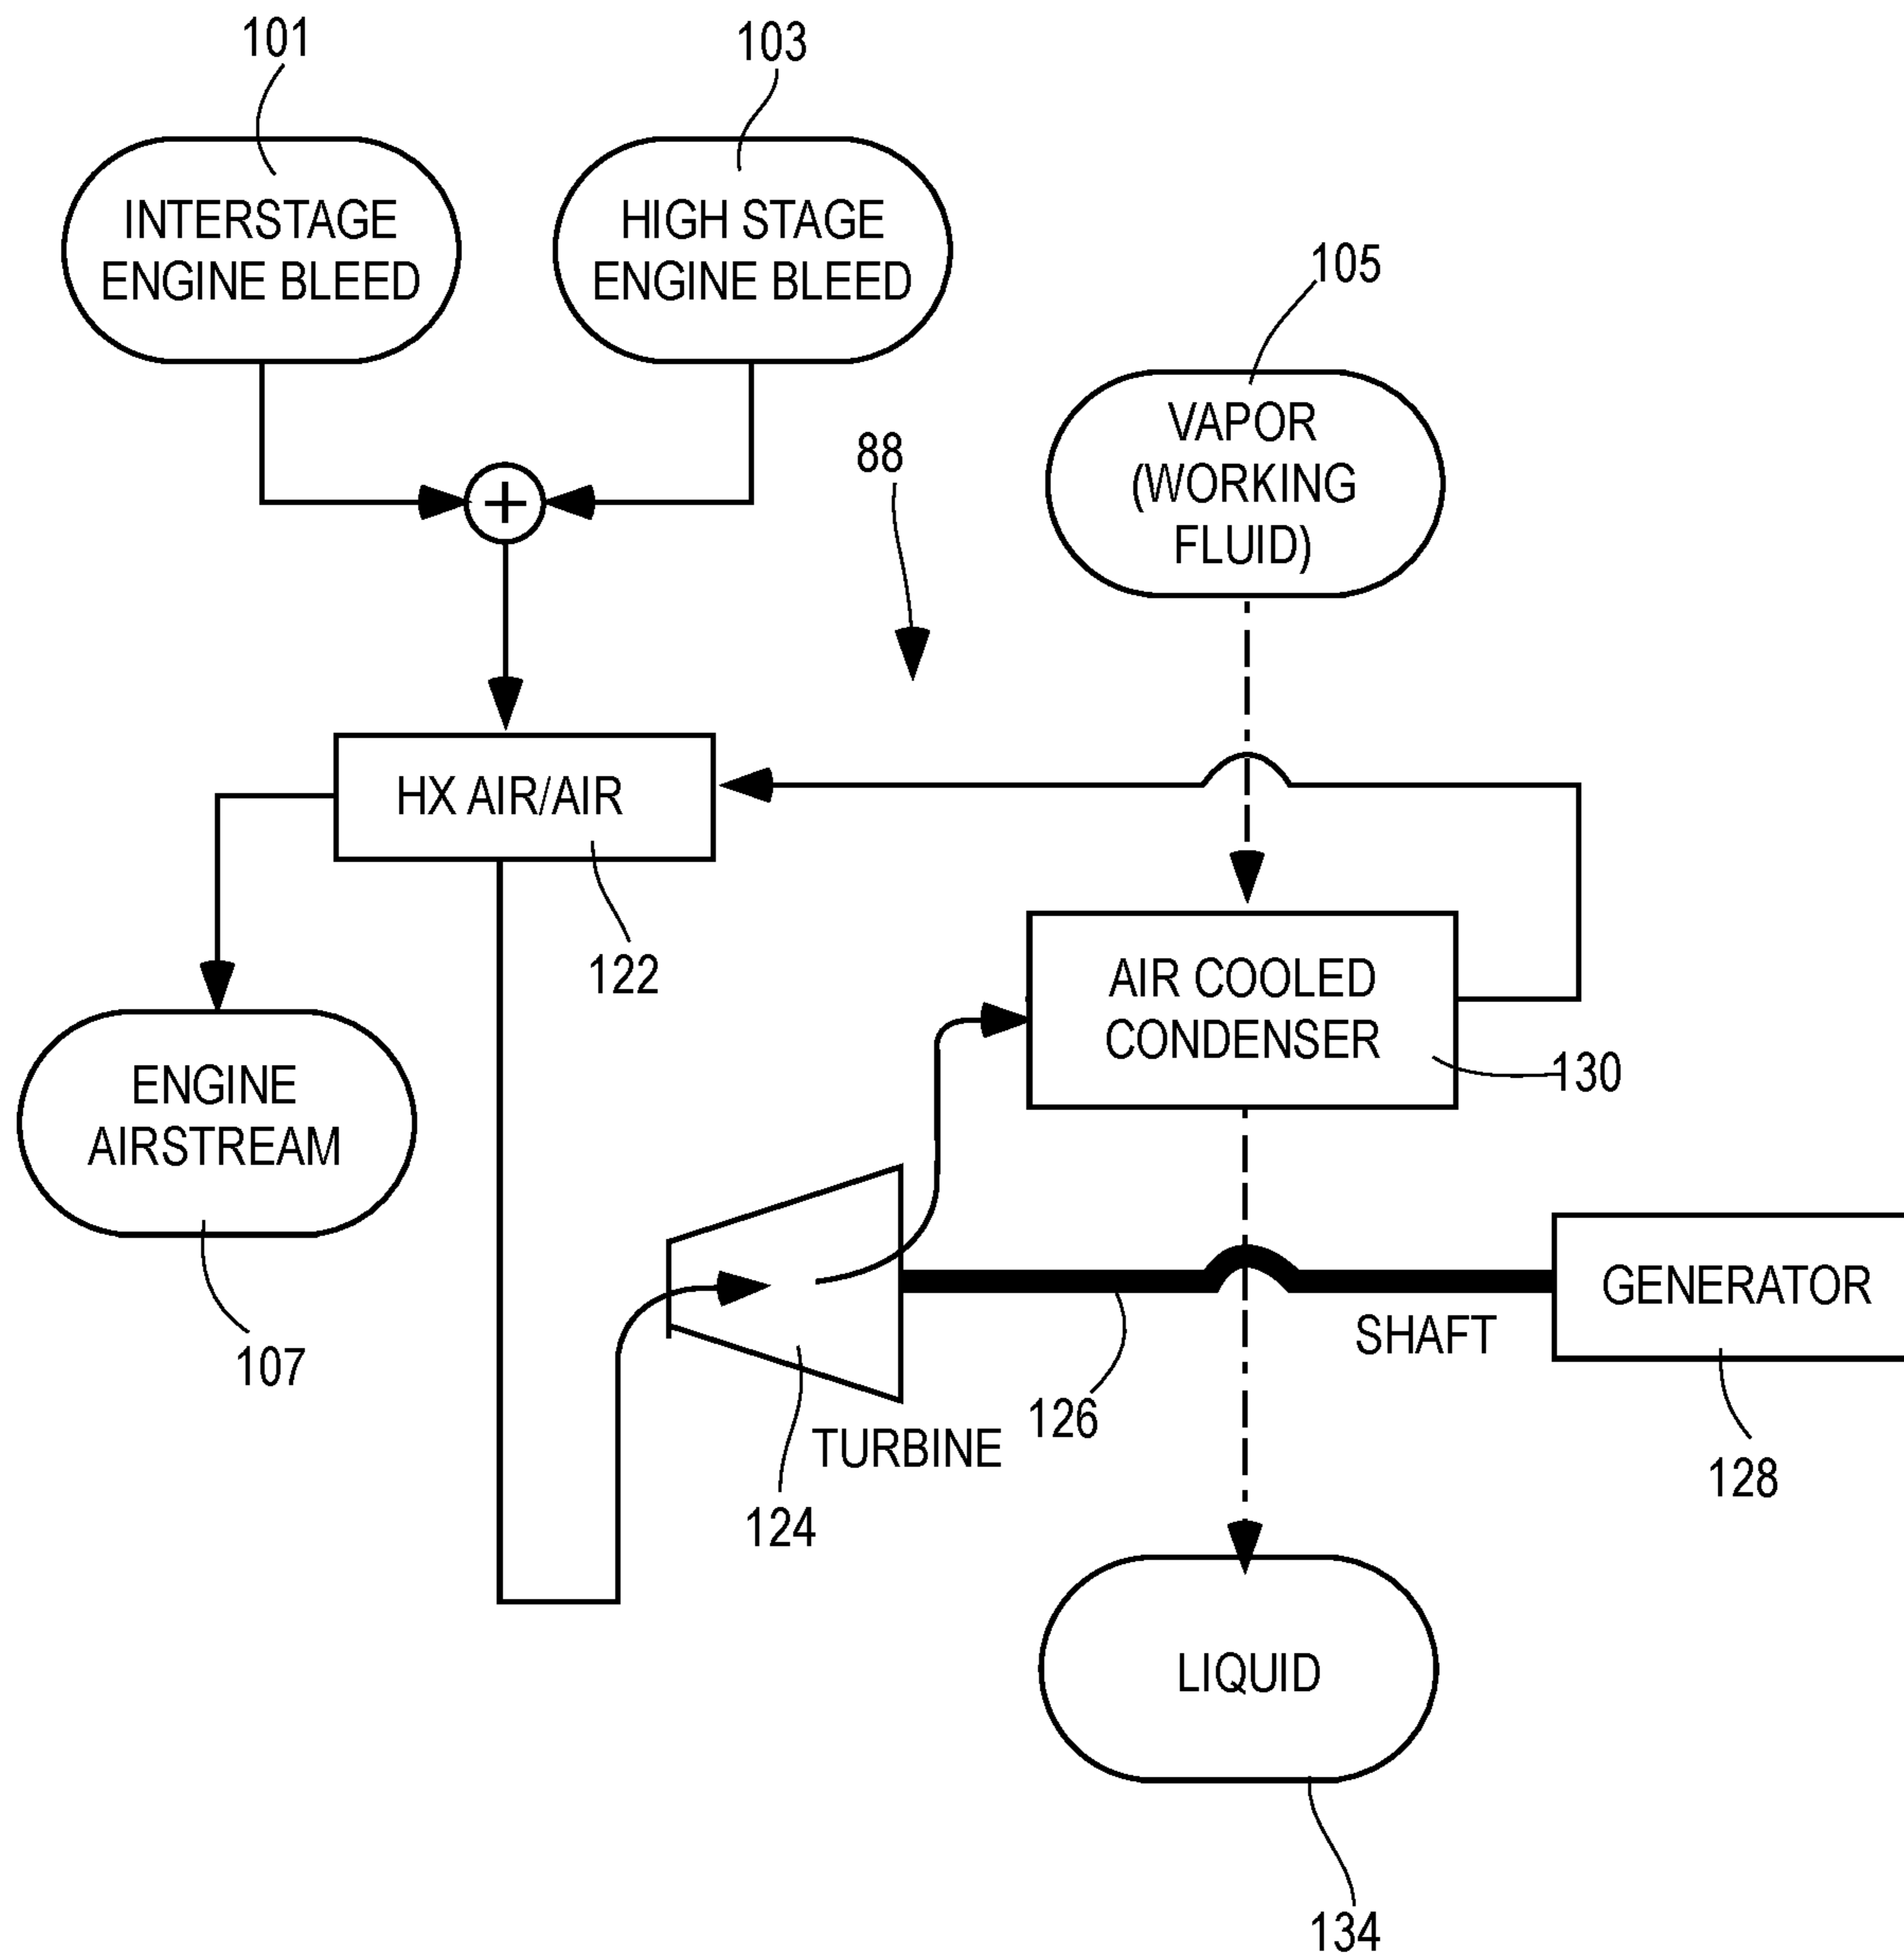 101
103
INTERSTAGE
ENGINE BLEED
HIGH STAGE
ENGINE BLEED
105
VAPOR
(WORKING
FLUID)
88
+
HX AIR/AIR
122
AIR COOLED
CONDENSER
130
ENGINE
AIRSTREAM
107
GENERATOR
SHAFT
126
TURBINE
124
128
LIQUID
134